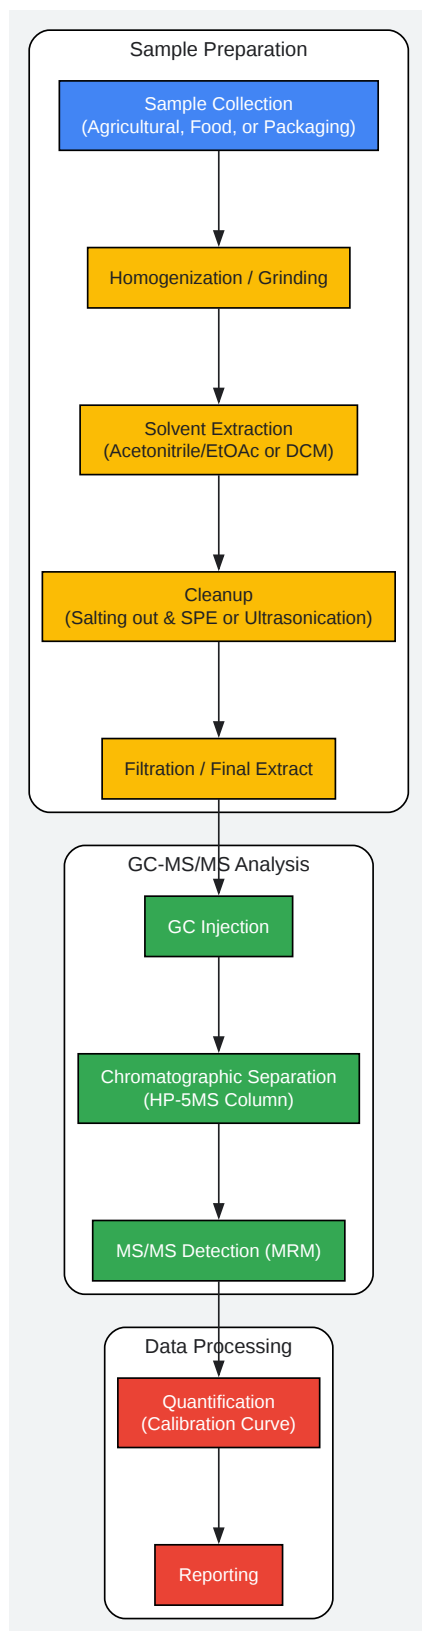 Sample Preparation
Sample Collection
(Agricultural, Food, or Packaging)
Homogenization / Grinding
Solvent Extraction
(Acetonitrile/EtOAc or DCM)
Cleanup
(Salting out & SPE or Ultrasonication)
Filtration / Final Extract
GC-MS/MS Analysis
GC Injection
Chromatographic Separation
(HP-5MS Column)
MS/MS Detection (MRM)
Data Processing
Quantification
(Calibration Curve)
Reporting